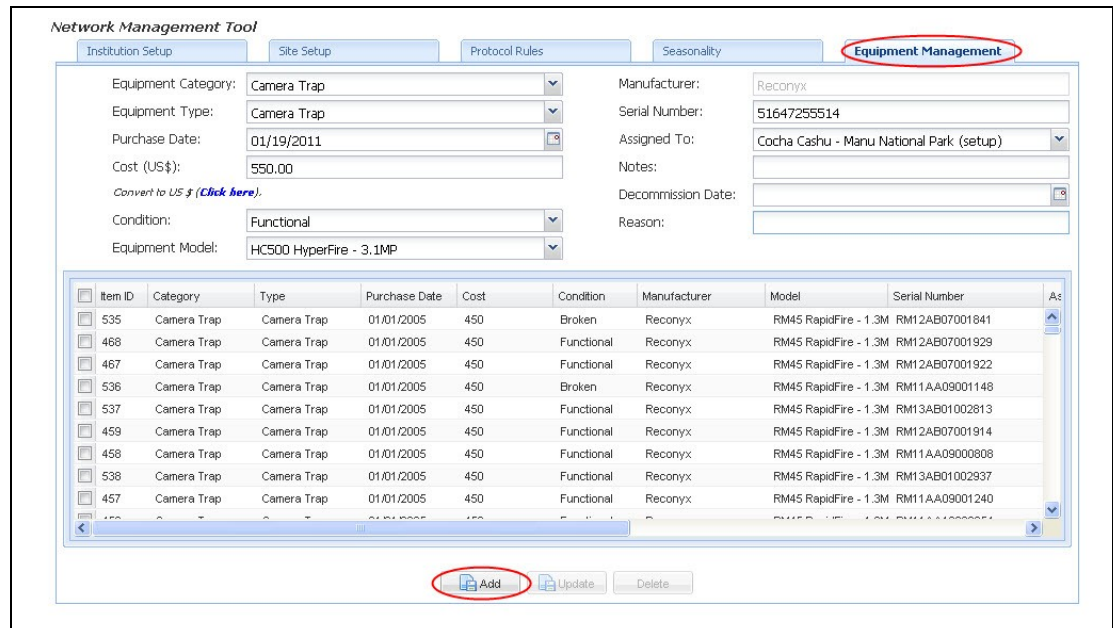 Network Management Tool
Institution Setup Site Setup Protocol Rules Seasonality Equipment Management
Equipment Category: Camera Trap Manufacturer: Reconyx
Equipment Type: Camera Trap Serial Number: 51647255514
Purchase Date: 01/19/2011 Assigned To: Cocha Cashu - Manu National Park (setup)
Cost (US$): 550.00 Notes:
Convert to US $ (Click here). Decommission Date:
Condition: Functional Reason:
Equipment Model: HC500 HyperFire - 3.1MP
Item ID Category Type Purchase Date Cost Condition Manufacturer Model Serial Number As
535 Camera Trap Camera Trap 01/01/2005 450 Broken Reconyx RM45 RapidFire - 1.3M RM12AB07001841
468 Camera Trap Camera Trap 01/01/2005 450 Functional Reconyx RM45 RapidFire - 1.3M RM12AB07001929
467 Camera Trap Camera Trap 01/01/2005 450 Functional Reconyx RM45 RapidFire - 1.3M RM12AB07001922
536 Camera Trap Camera Trap 01/01/2005 450 Broken Reconyx RM45 RapidFire - 1.3M RM11AA09001148
537 Camera Trap Camera Trap 01/01/2005 450 Functional Reconyx RM45 RapidFire - 1.3M RM13AB01002813
459 Camera Trap Camera Trap 01/01/2005 450 Functional Reconyx RM45 RapidFire - 1.3M RM12AB07001914
458 Camera Trap Camera Trap 01/01/2005 450 Functional Reconyx RM45 RapidFire - 1.3M RM11AA09000808
538 Camera Trap Camera Trap 01/01/2005 450 Functional Reconyx RM45 RapidFire - 1.3M RM13AB01002937
457 Camera Trap Camera Trap 01/01/2005 450 Functional Reconyx RM45 RapidFire - 1.3M RM11AA09001240
Add Update Delete